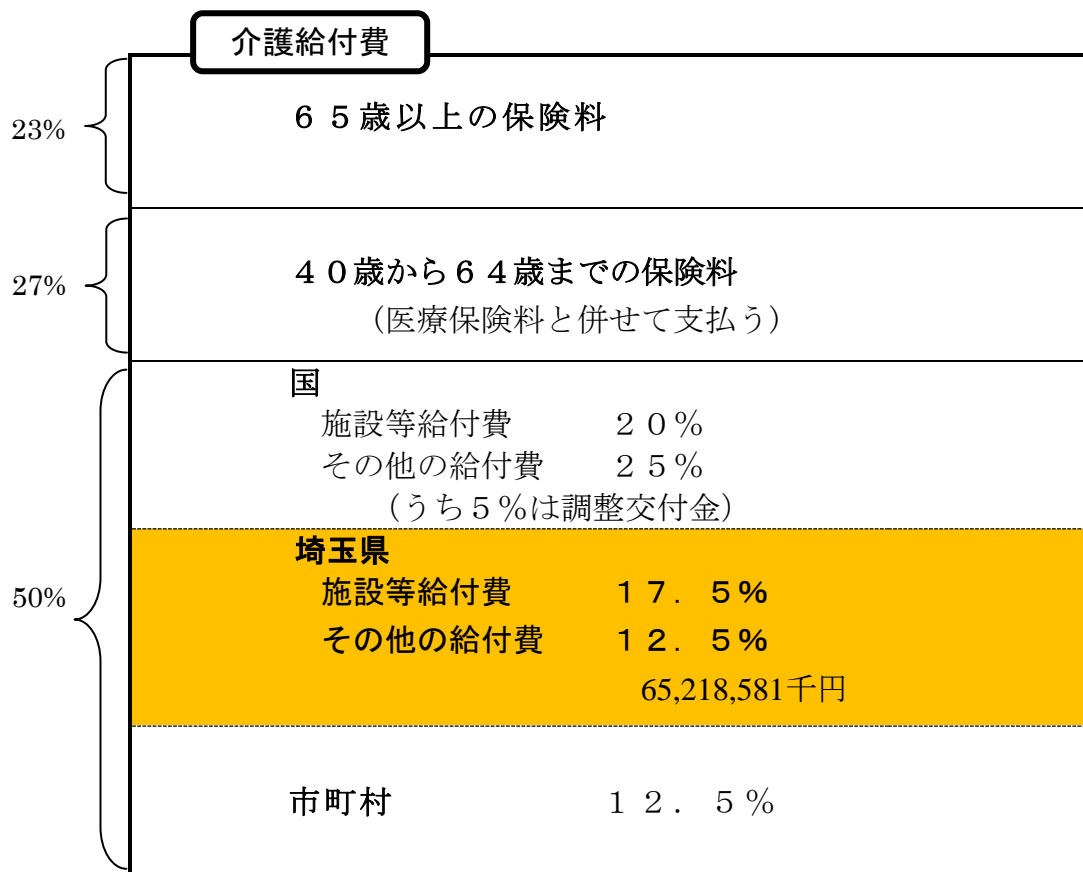 介護給付費
23%
６５歳以上の保険料
27%
４０歳から６４歳までの保険料
（医療保険料と併せて支払う）
50%
国
施設等給付費　２０％
その他の給付費　２５％
（うち５％は調整交付金）
埼玉県
施設等給付費　１７．５％
その他の給付費　１２．５％
65,218,581千円
市町村　１２．５％